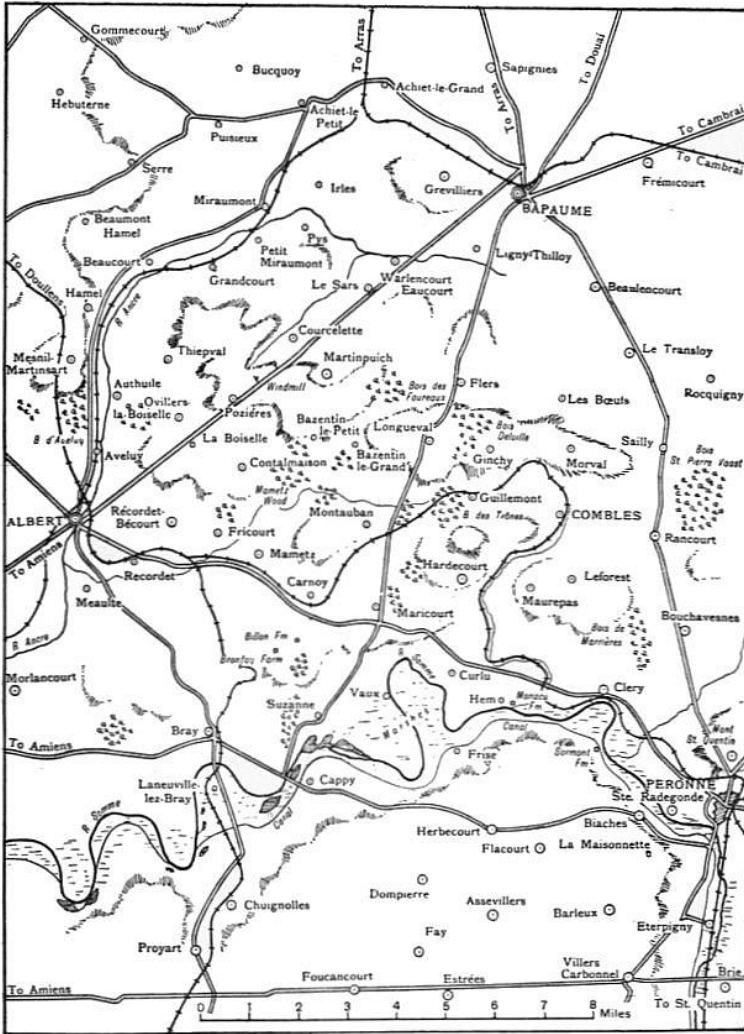 Gommecourt
To Arras
Bucquoy
Sapignies
To Douai
Hebuterne
Achiet-le-Grand
To Arras
Achiet-le
Petit
To Cambrai
Puisieux
To Cambrai
Serre
Irles
Grevilliers
Frémicourt
Miraumont
BAPAUME
Beaumont
Hamel
Pys
Petit
Miraumont
Ligny-Thilloy
Beaucourt
Grandcourt
Warlencourt
Eaucourt
To Doullens
R Ancre
Le Sars
Beaulencourt
Hamel
Courcelette
Mesnil-
Martinsart
Thiepval
Martinpuich
Le Transloy
Windmill
Bois des
Foureaux
Flers
Rocquigny
Authuile
Ovillers
la-Boiselle
Poziéres
Les Bœufs
Bazentin
le-Petit
Longueval
Bois
Delville
B d'Aveluy
La Boiselle
Bazentin
le-Grand
Ginchy
Morval
Sailly
Bois
St. Pierre Vaast
Aveluy
Contalmaison
Mametz
Wood
Guillemont
ALBERT
Récordet-
Bécourt
Montauban
B des Trônes
COMBLES
Fricourt
Rancourt
To Amiens
Recordet
Mametz
Hardecourt
Leforest
Meaulte
Carnoy
Maurepas
Maricourt
Bouchavesnes
R Ancre
Billon Fm
Bois de
Marrières
Bronfay Farm
R Somme
Morlancourt
Curlu
Clery
Suzanne
Vaux
Hem
Monacu
Fm
Bray
Marshes
Canal
Mont
St. Quentin
To Amiens
Frise
Sormont
Fm
Laneuville
lez-Bray
Cappy
PERONNE
Ste. Radegonde
R Somme
Canal
Herbecourt
Biaches
Flacourt
La Maisonnette
Dompierre
Chuignolles
Assevillers
Barleux
Eterpigny
Fay
Proyart
Villers
Carbonnel
To Amiens
Foucancourt
Estrées
Brie
0 1 2 3 4 5 6 7 8
Miles
To St. Quentin